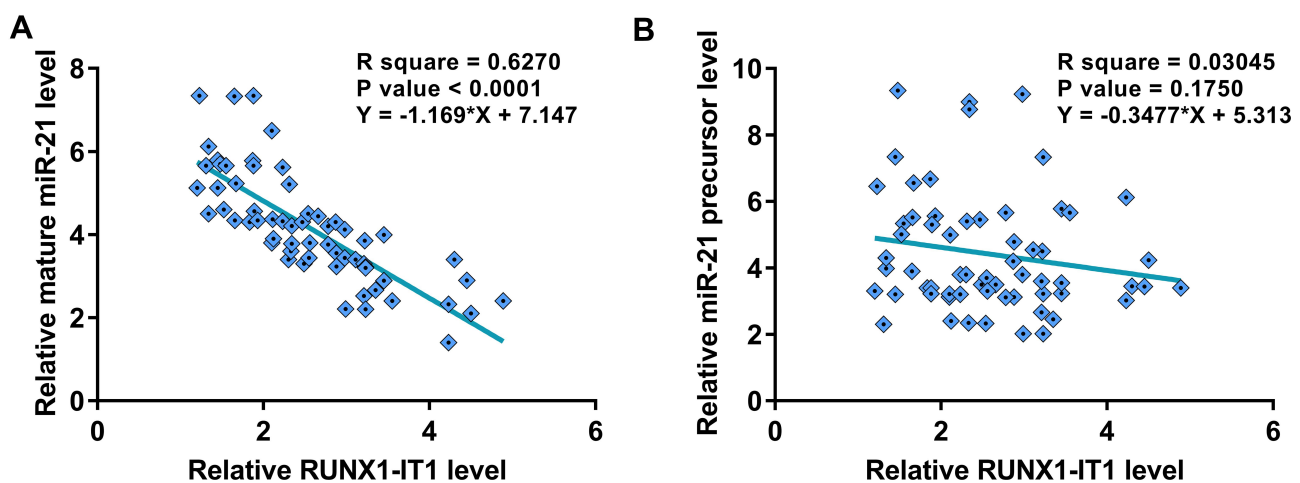 A
R square = 0.6270
P value < 0.0001
Y = -1.169*X + 7.147
Relative mature miR-21 level
8
6
4
2
0
0 2 4 6
Relative RUNX1-IT1 level
B
R square = 0.03045
P value = 0.1750
Y = -0.3477*X + 5.313
Relative miR-21 precursor level
10
8
6
4
2
0
0 2 4 6
Relative RUNX1-IT1 level